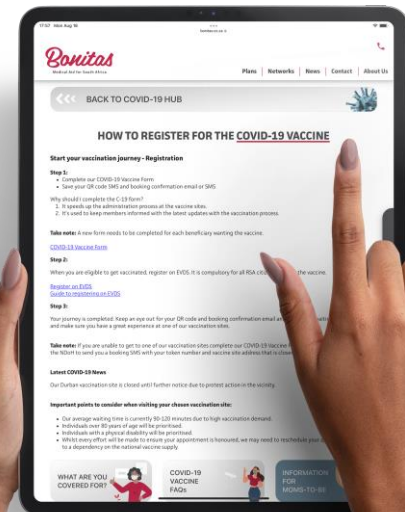 17:57 Mon Aug 16
Bonitas
Medical Aid for South Africa
Plans | Networks | News | Contact | About Us
BACK TO COVID-19 HUB
HOW TO REGISTER FOR THE COVID-19 VACCINE
Start your vaccination journey - Registration
Step 1:
• Complete our COVID-19 Vaccine Form
• Save your QR code SMS and booking confirmation email or SMS
Why should I complete the C-19 form?
1. It speeds up the administration process at the vaccine sites.
2. It's used to keep members informed with the latest updates with the vaccination process.
Take note: A new form needs to be completed for each beneficiary wanting the vaccine.
COVID-19 Vaccine Form
Step 2:
When you are eligible to get vaccinated, register on EVDS. It is compulsory for all RSA the vaccine.
Register on EVDS
Guide to registering on EVDS
Step 3:
Your journey is completed. Keep an eye out for your QR code and booking confirmation email
and make sure you have a great experience at one of our vaccination sites.
Take note: If you are unable to get to one of our vaccination sites complete our COVID-19 Vaccine
the NDoH to send you a booking SMS with your token number and vaccine site address that is
Latest COVID-19 News
Our Durban vaccination site is closed until further notice due to protest action in the vicinity.
Important points to consider when visiting your chosen vaccination site:
• Our average waiting time is currently 90-120 minutes due to high vaccination demand.
• Individuals over 80 years of age will be prioritised.
• Individuals with a physical disability will be prioritised.
• Whilst every effort will be made to ensure your appointment is honoured, we may need to reschedule your
to a dependency on the national vaccine supply
WHAT ARE YOU
COVERED FOR?
COVID-19
VACCINE
FAQs
INFORMATION
FOR
MOMS-TO-BE